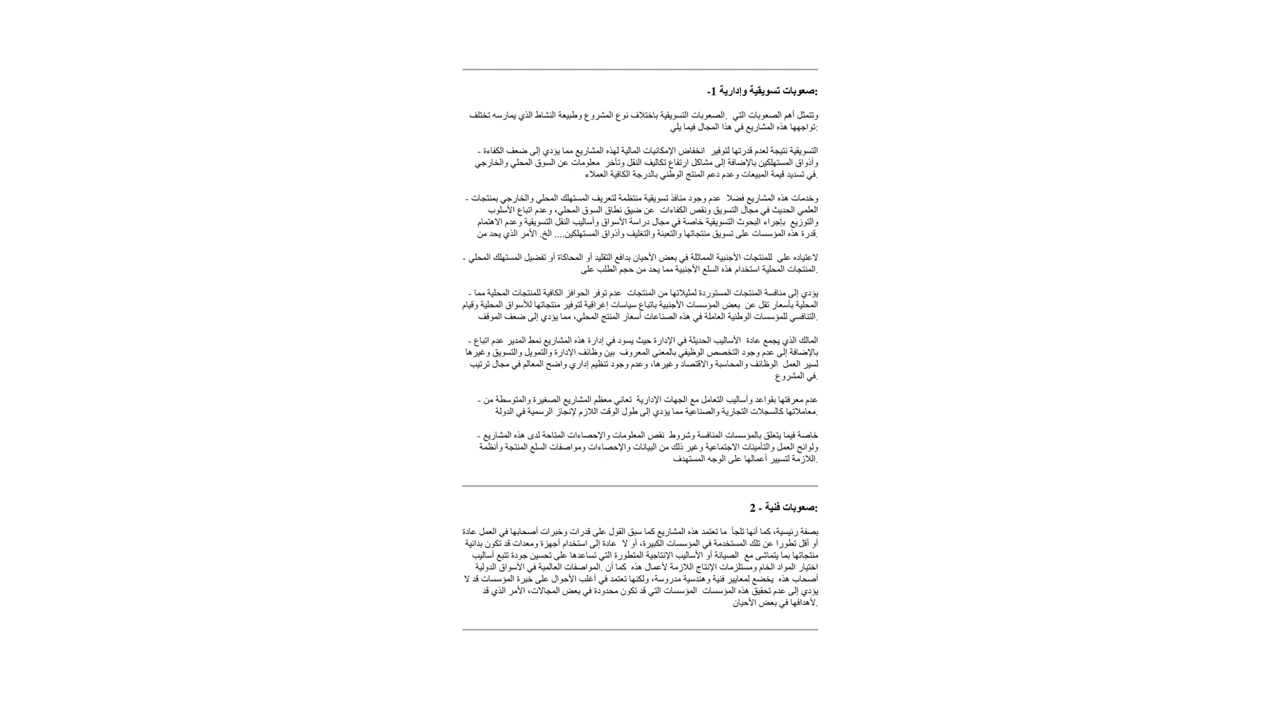 -1 صعوبات تسويقية وإدارية:
وتتمثل أهم الصعوبات التي .الصعوبات التسويقية باختلاف نوع المشروع وطبيعة النشاط الذي يمارسه تختلف
:تواجهها هذه المشاريع في هذا المجال فيما يلي
التسويقية نتيجة لعدم قدرتها لتوفير انخفاض الإمكانيات المالية لهذه المشاريع مما يؤدي إلى ضعف الكفاءة -
وأذواق المستهلكين بالإضافة إلى مشاكل ارتفاع تكاليف النقل وتأخر معلومات عن السوق المحلي والخارجي
.في تسديد قيمة المبيعات وعدم دعم المنتج الوطني بالدرجة الكافية العملاء
وخدمات هذه المشاريع فضلا عدم وجود منافذ تسويقية منتظمة لتعريف المستهلك المحلي والخارجي بمنتجات -
العلمي الحديث في مجال التسويق ونقص الكفاءات عن ضيق نطاق السوق المحلي، وعدم اتباع الأسلوب
والتوزيع بإجراء البحوث التسويقية خاصة في مجال دراسة الأسواق وأساليب النقل التسويقية وعدم الاهتمام
.قدرة هذه المؤسسات على تسويق منتجاتها والتعبئة والتغليف وأذواق المستهلكين.... الخ. الأمر الذي يحد من
لاعتياده على للمنتجات الأجنبية المماثلة في بعض الأحيان بدافع التقليد أو المحاكاة أو تفضيل المستهلك المحلي -
.المنتجات المحلية استخدام هذه السلع الأجنبية مما يحد من حجم الطلب على
يؤدي إلى منافسة المنتجات المستوردة لمثيلاتها من المنتجات عدم توفر الحوافز الكافية للمنتجات المحلية مما -
المحلية بأسعار تقل عن بعض المؤسسات الأجنبية باتباع سياسات إغراقية لتوفير منتجاتها للأسواق المحلية وقيام
.التنافسي للمؤسسات الوطنية العاملة في هذه الصناعات أسعار المنتج المحلي، مما يؤدي إلى ضعف الموقف
المالك الذي يجمع عادة الأساليب الحديثة في الإدارة حيث يسود في إدارة هذه المشاريع نمط المدير عدم اتباع -
بالإضافة إلى عدم وجود التخصص الوظيفي بالمعنى المعروف بين وظائف الإدارة والتمويل والتسويق وغيرها
لسير العمل الوظائف والمحاسبة والاقتصاد وغيرها، وعدم وجود تنظيم إداري واضح المعالم في مجال ترتيب
.في المشروع
عدم معرفتها بقواعد وأساليب التعامل مع الجهات الإدارية تعاني معظم المشاريع الصغيرة والمتوسطة من -
.معاملاتها كالسجلات التجارية والصناعية مما يؤدي إلى طول الوقت اللازم لإنجاز الرسمية في الدولة
خاصة فيما يتعلق بالمؤسسات المنافسة وشروط نقص المعلومات والإحصاءات المتاحة لدى هذه المشاريع -
ولوائح العمل والتأمينات الاجتماعية وغير ذلك من البيانات والإحصاءات ومواصفات السلع المنتجة وأنظمة
.اللازمة لتسيير أعمالها على الوجه المستهدف
2 - صعوبات فنية:
بصفة رئيسية، كما أنها تلجأ ما تعتمد هذه المشاريع كما سبق القول على قدرات وخبرات أصحابها في العمل عادة
أو أقل تطورا عن تلك المستخدمة في المؤسسات الكبيرة، أو لا عادة إلى استخدام أجهزة ومعدات قد تكون بدائية
منتجاتها بما يتماشى مع الصيانة أو الأساليب الإنتاجية المتطورة التي تساعدها على تحسين جودة تتبع أساليب
اختيار المواد الخام ومستلزمات الإنتاج اللازمة لأعمال هذه كما أن .المواصفات العالمية في الأسواق الدولية
أصحاب هذه يخضع لمعايير فنية وهندسية مدروسة، ولكنها تعتمد في أغلب الأحوال على خبرة المؤسسات قد لا
يؤدي إلى عدم تحقيق هذه المؤسسات المؤسسات التي قد تكون محدودة في بعض المجالات، الأمر الذي قد
.لأهدافها في بعض الأحيان